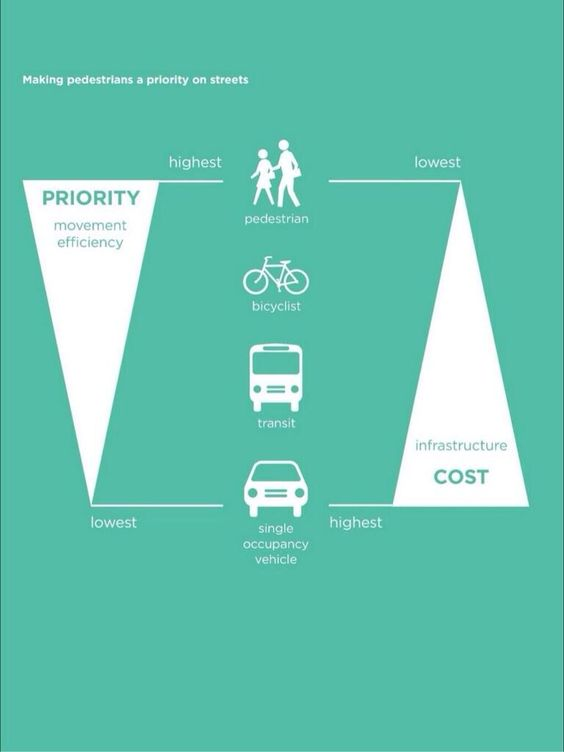 Making pedestrians a priority on streets
highest
lowest
PRIORITY
movement
efficiency
pedestrian
bicyclist
transit
infrastructure
COST
lowest
highest
single
occupancy
vehicle